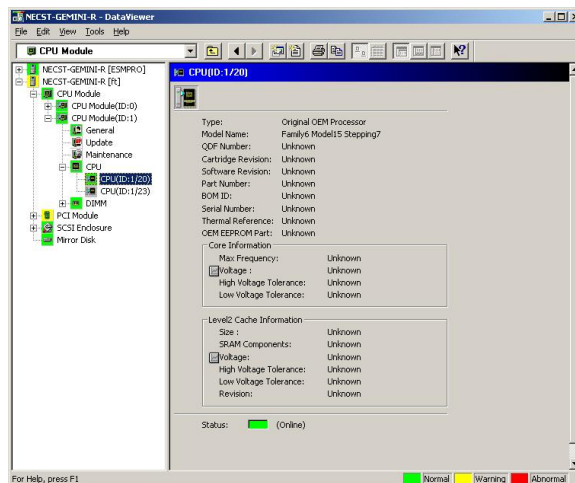 NECST-GEMINI-R - DataViewer
File Edit View Tools Help
CPU Module
NECST-GEMINI-R [ESMPRO]
NECST-GEMINI-R [ft]
CPU Module
CPU Module(ID:0)
CPU Module(ID:1)
General
Update
Maintenance
CPU
CPU(ID:1/20)
CPU(ID:1/23)
DIMM
PCI Module
SCSI Enclosure
Mirror Disk
CPU(ID:1/20)
Type: Original OEM Processor
Model Name: Family6 Model15 Stepping7
QDF Number: Unknown
Cartridge Revision: Unknown
Software Revision: Unknown
Part Number: Unknown
BOM ID: Unknown
Serial Number: Unknown
Thermal Reference: Unknown
OEM EEPROM Part: Unknown
Core Information
Max Frequency: Unknown
Voltage : Unknown
High Voltage Tolerance: Unknown
Low Voltage Tolerance: Unknown
Level2 Cache Information
Size : Unknown
SRAM Components: Unknown
Voltage: Unknown
High Voltage Tolerance: Unknown
Low Voltage Tolerance: Unknown
Revision: Unknown
Status: (Online)
For Help, press F1
Normal Warning Abnormal